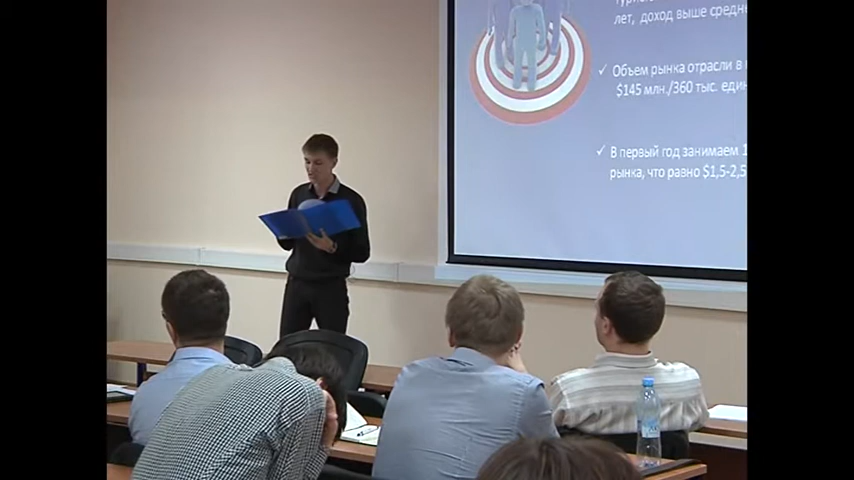 лет, доход выше средн
✓ Объем рынка отрасли в
$145 млн./360 тыс. един
✓ В первый год занимаем 1
рынка, что равно $1,5-2,5